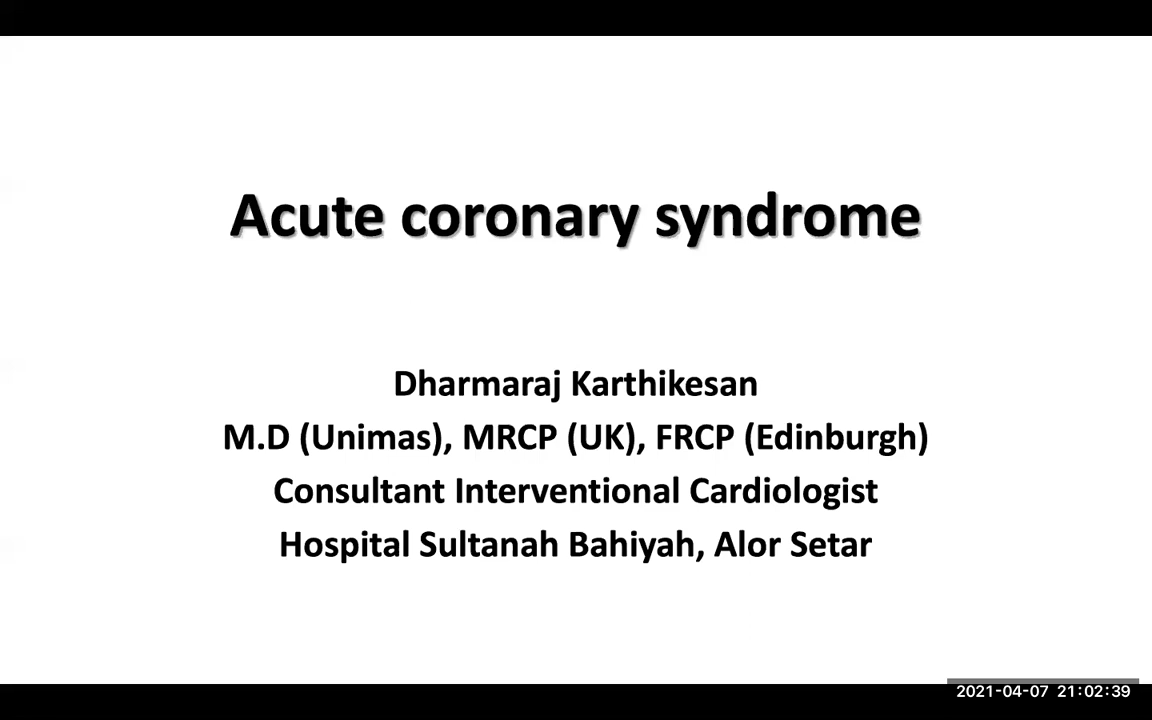 Acute coronary syndrome
Dharmaraj Karthikesan
M.D (Unimas), MRCP (UK), FRCP (Edinburgh)
Consultant Interventional Cardiologist
Hospital Sultanah Bahiyah, Alor Setar
2021-04-07 21:02:39